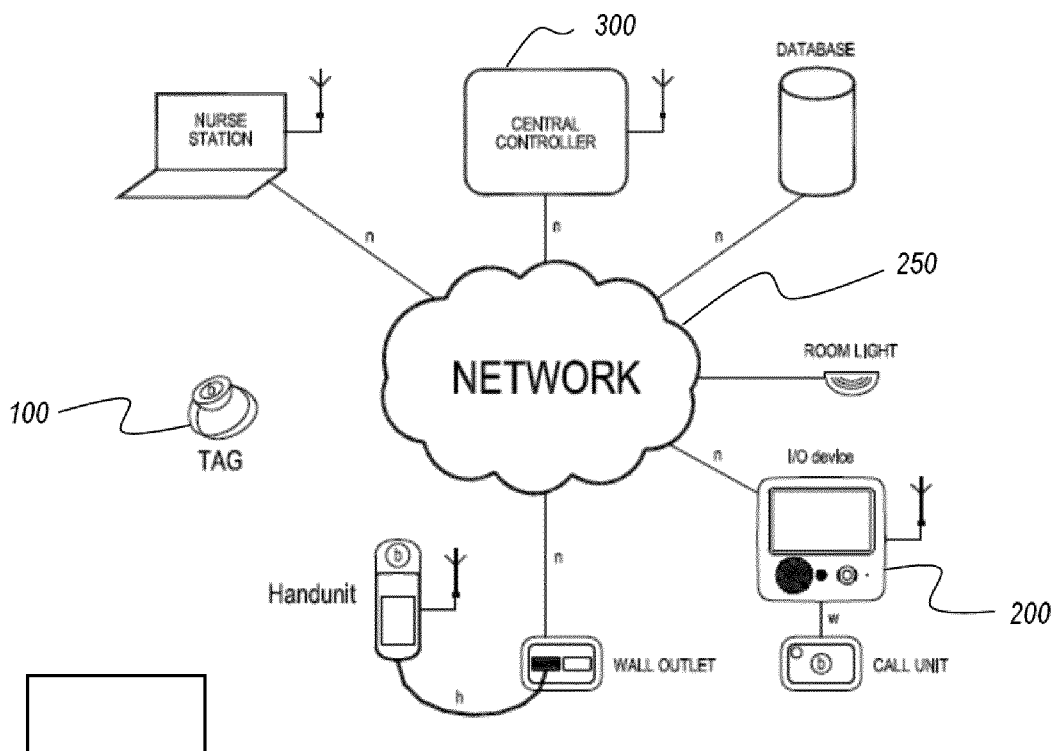 300
DATABASE
NURSE
STATION
CENTRAL
CONTROLLER
n
n
n
250
NETWORK
ROOM LIGHT
100
b
TAG
n
I/O device
b
n
Handunit
200
w
WALL OUTLET
b
CALL UNIT
h